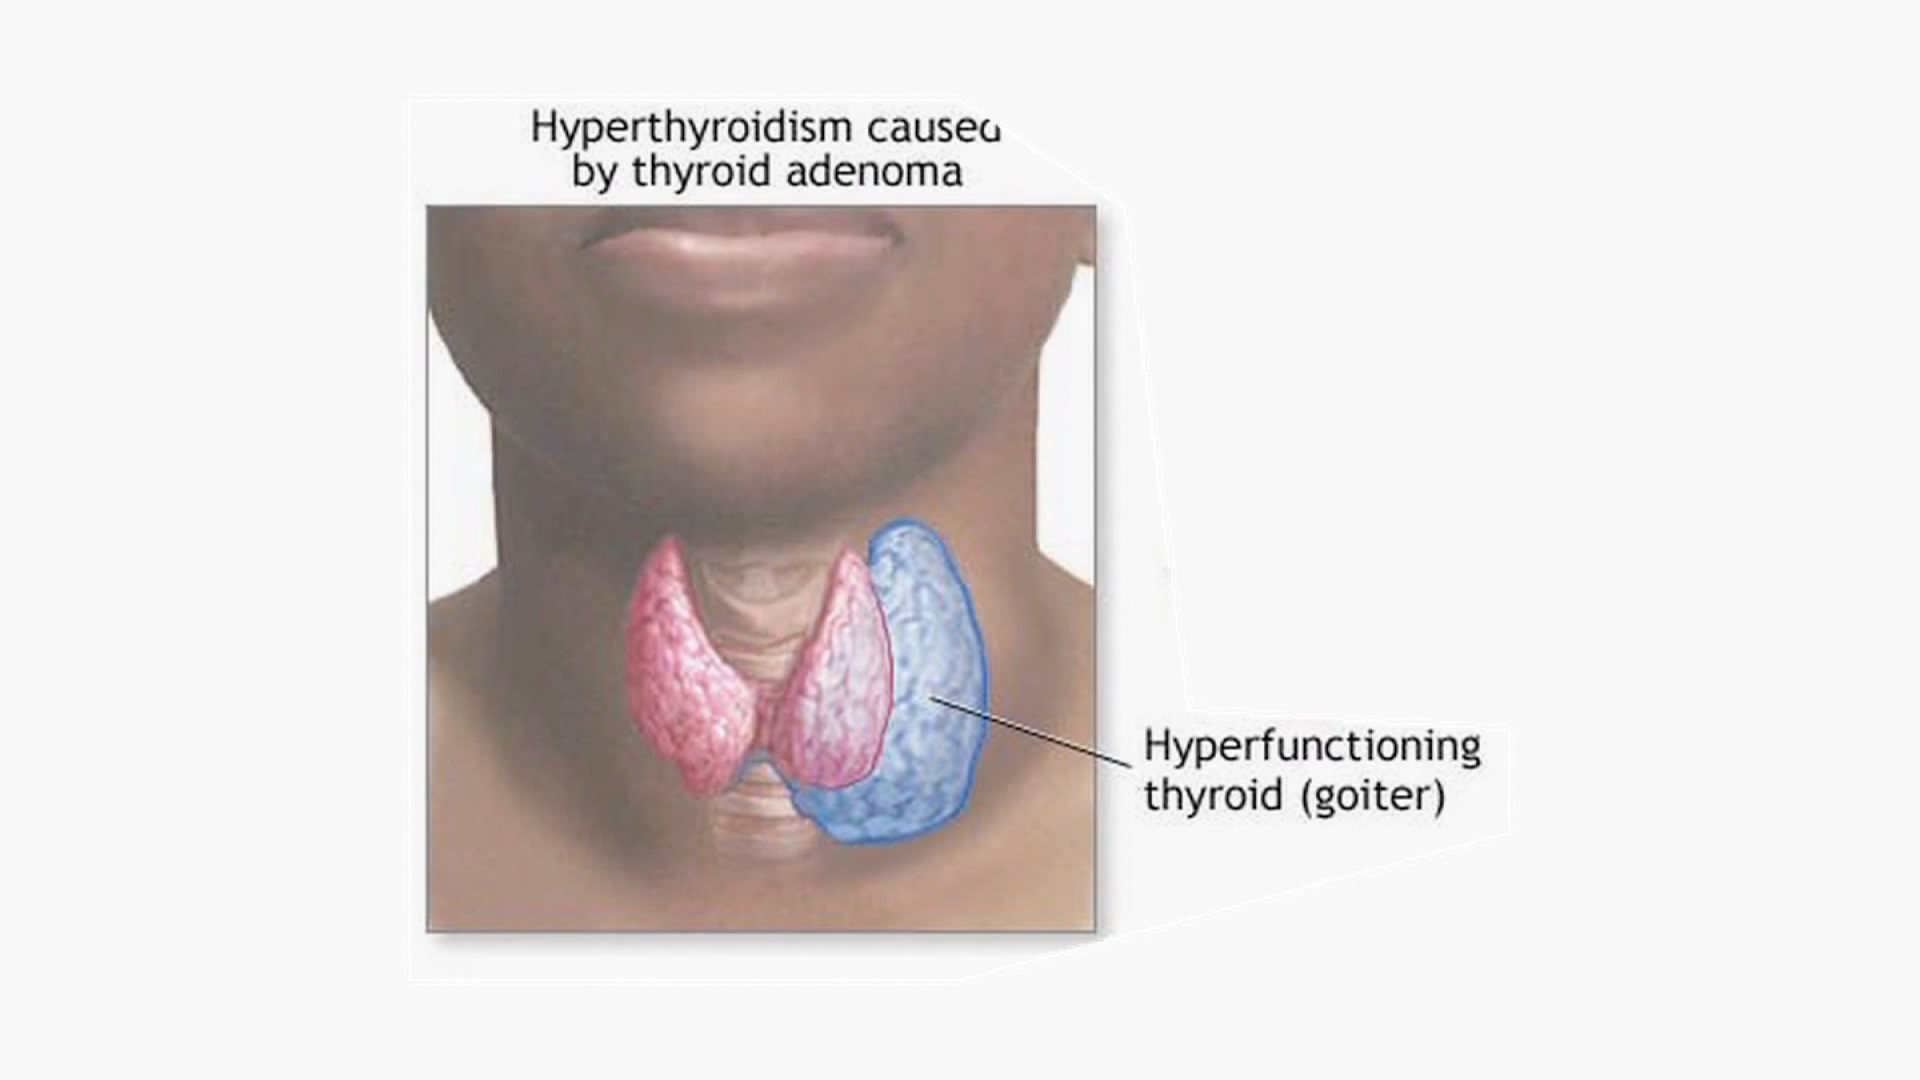 Hyperthyroidism caused
by thyroid adenoma
Hyperfunctioning
thyroid (goiter)